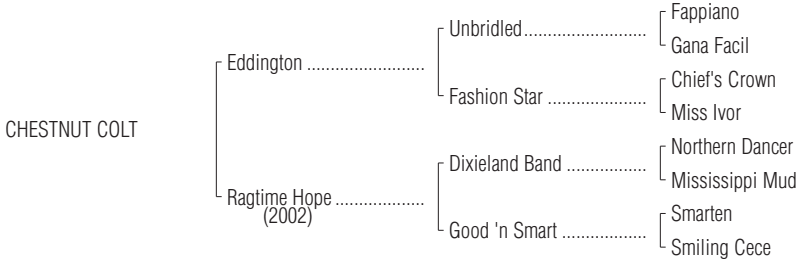 Fappiano
Unbridled..........................
Gana Facil
Eddington .........................
Chief's Crown
Fashion Star .....................
Miss Ivor
CHESTNUT COLT
Northern Dancer
Dixieland Band .................
Mississippi Mud
Ragtime Hope ...................
(2002)
Smarten
Good 'n Smart ..................
Smiling Cece